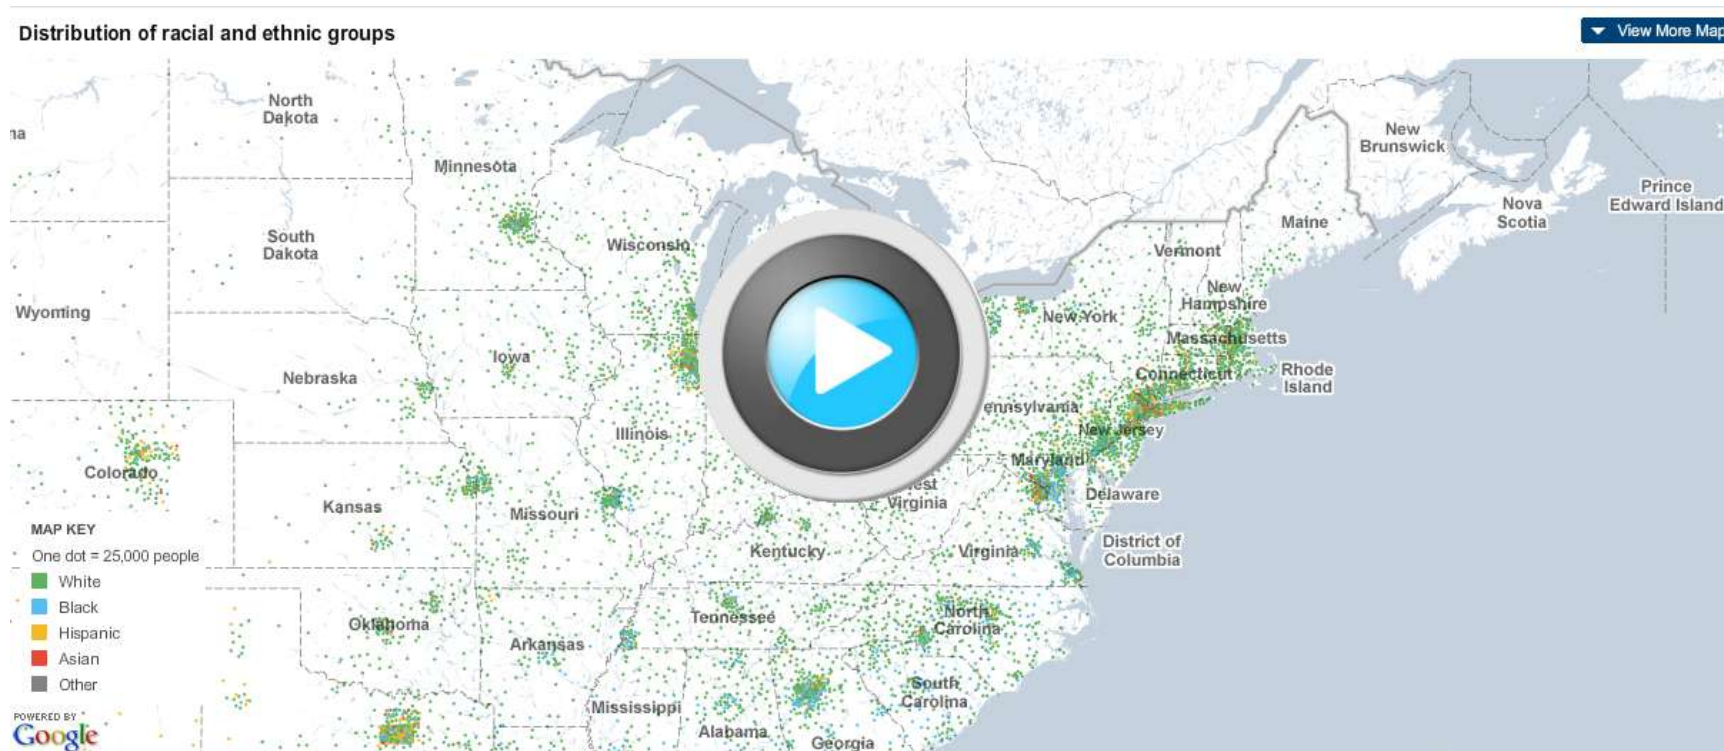 Distribution of racial and ethnic groups
View More Map
North
Dakota
na
Minnesota
New
Brunswick
Prince
Edward Island
Nova
Scotia
Maine
South
Dakota
Wisconsin
Vermont
Wyoming
New
Hampshire
New York
Massachusetts
Iowa
Nebraska
Connecticut
Rhode
Island
ennsylvania
Illinois
New Jersey
Maryland
Colorado
Delaware
West
Virginia
Kansas
Missouri
MAP KEY
One dot = 25,000 people
White
Black
Hispanic
Asian
Other
Kentucky
Virginia
District of
Columbia
Tennessee
North
Carolina
Oklahoma
Arkansas
South
Carolina
Mississippi
Alabama
Georgia
POWERED BY
Google